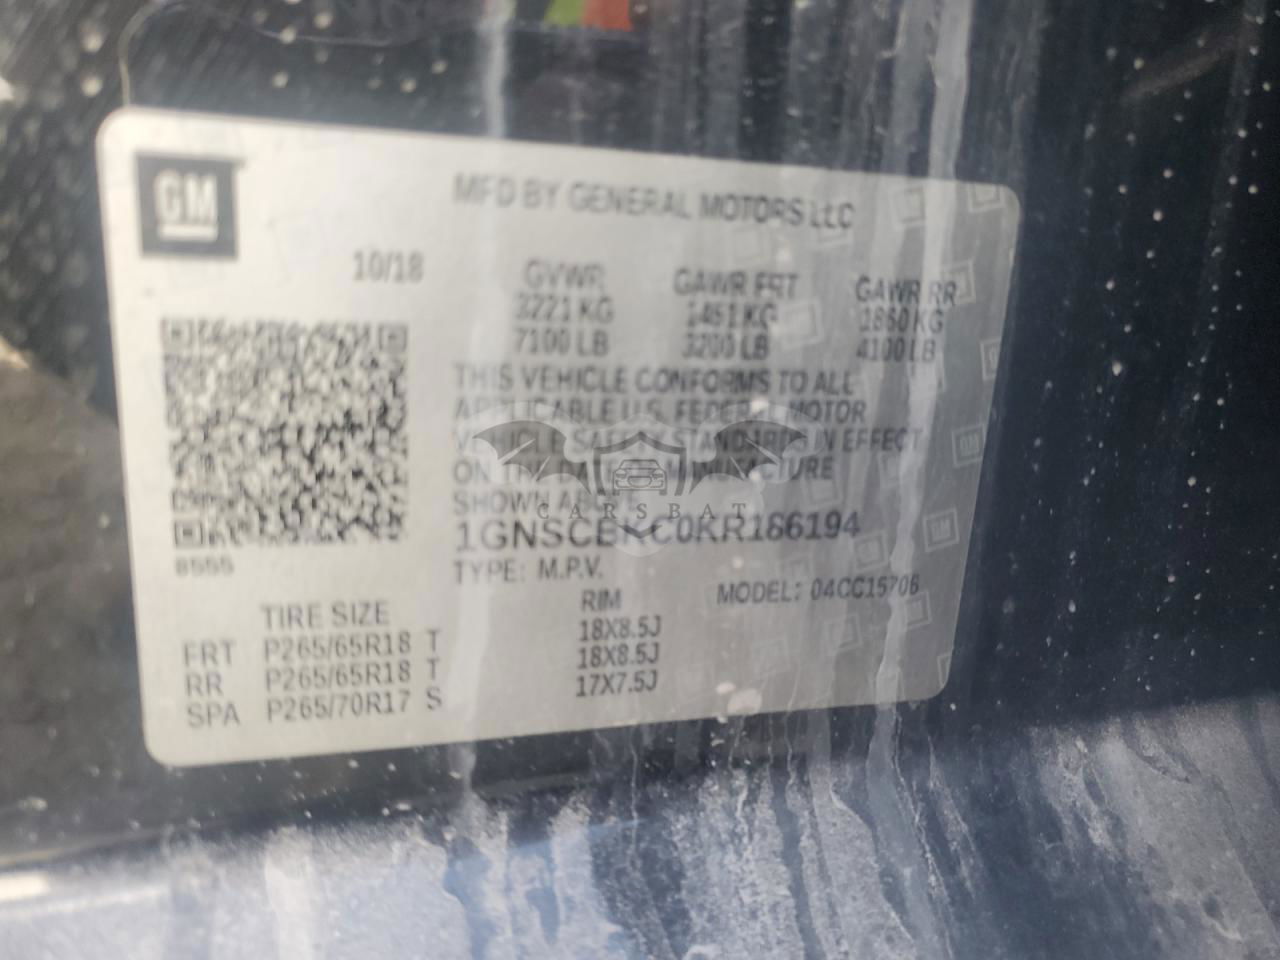 GM
MFD BY GENERAL MOTORS LLC
10/18
GVWR GAWR FRT GAWR RR
3221 KG 1451 KG 1860 KG
7100 LB 3200 LB 4100 LB
THIS VEHICLE CONFORMS TO ALL
APPLICABLE U.S. FEDERAL MOTOR
VEHICLE SAFETY STANDARDS IN EFFECT
ON THE DATE OF MANUFACTURE
SHOWN ABOVE
CARSBAT
TYPE: M.P.V.
MODEL: 04CC15706
8555
TIRE SIZE RIM
FRT P265/65R18 T 18X8.5J
RR P265/65R18 T 18X8.5J
SPA P265/70R17 S 17X7.5J